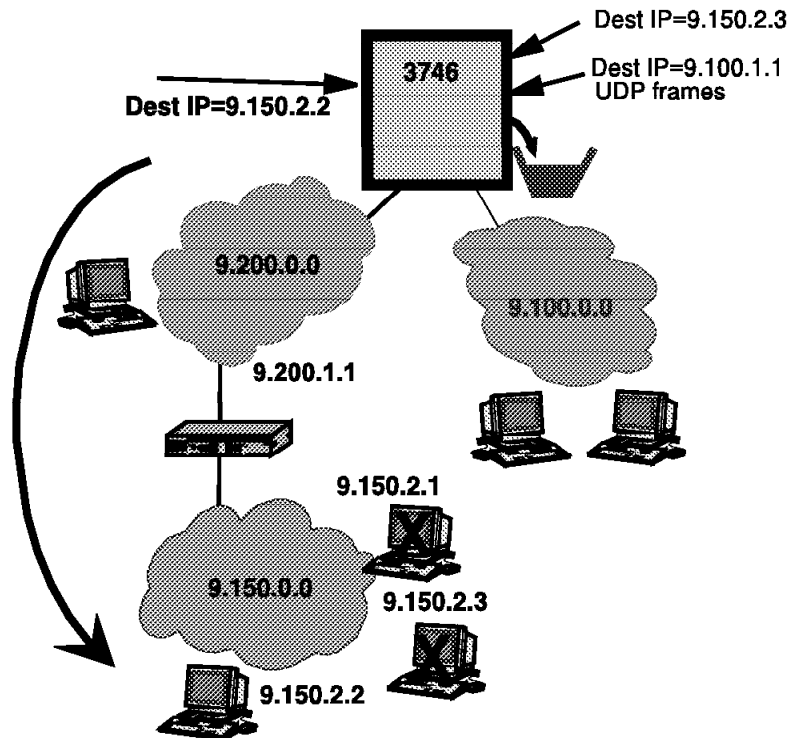 Dest IP=9.150.2.3
3746
Dest IP=9.100.1.1
UDP frames
Dest IP=9.150.2.2
9.200.0.0
9.100.0.0
9.200.1.1
9.150.2.1
X
9.150.0.0
9.150.2.3
X
9.150.2.2